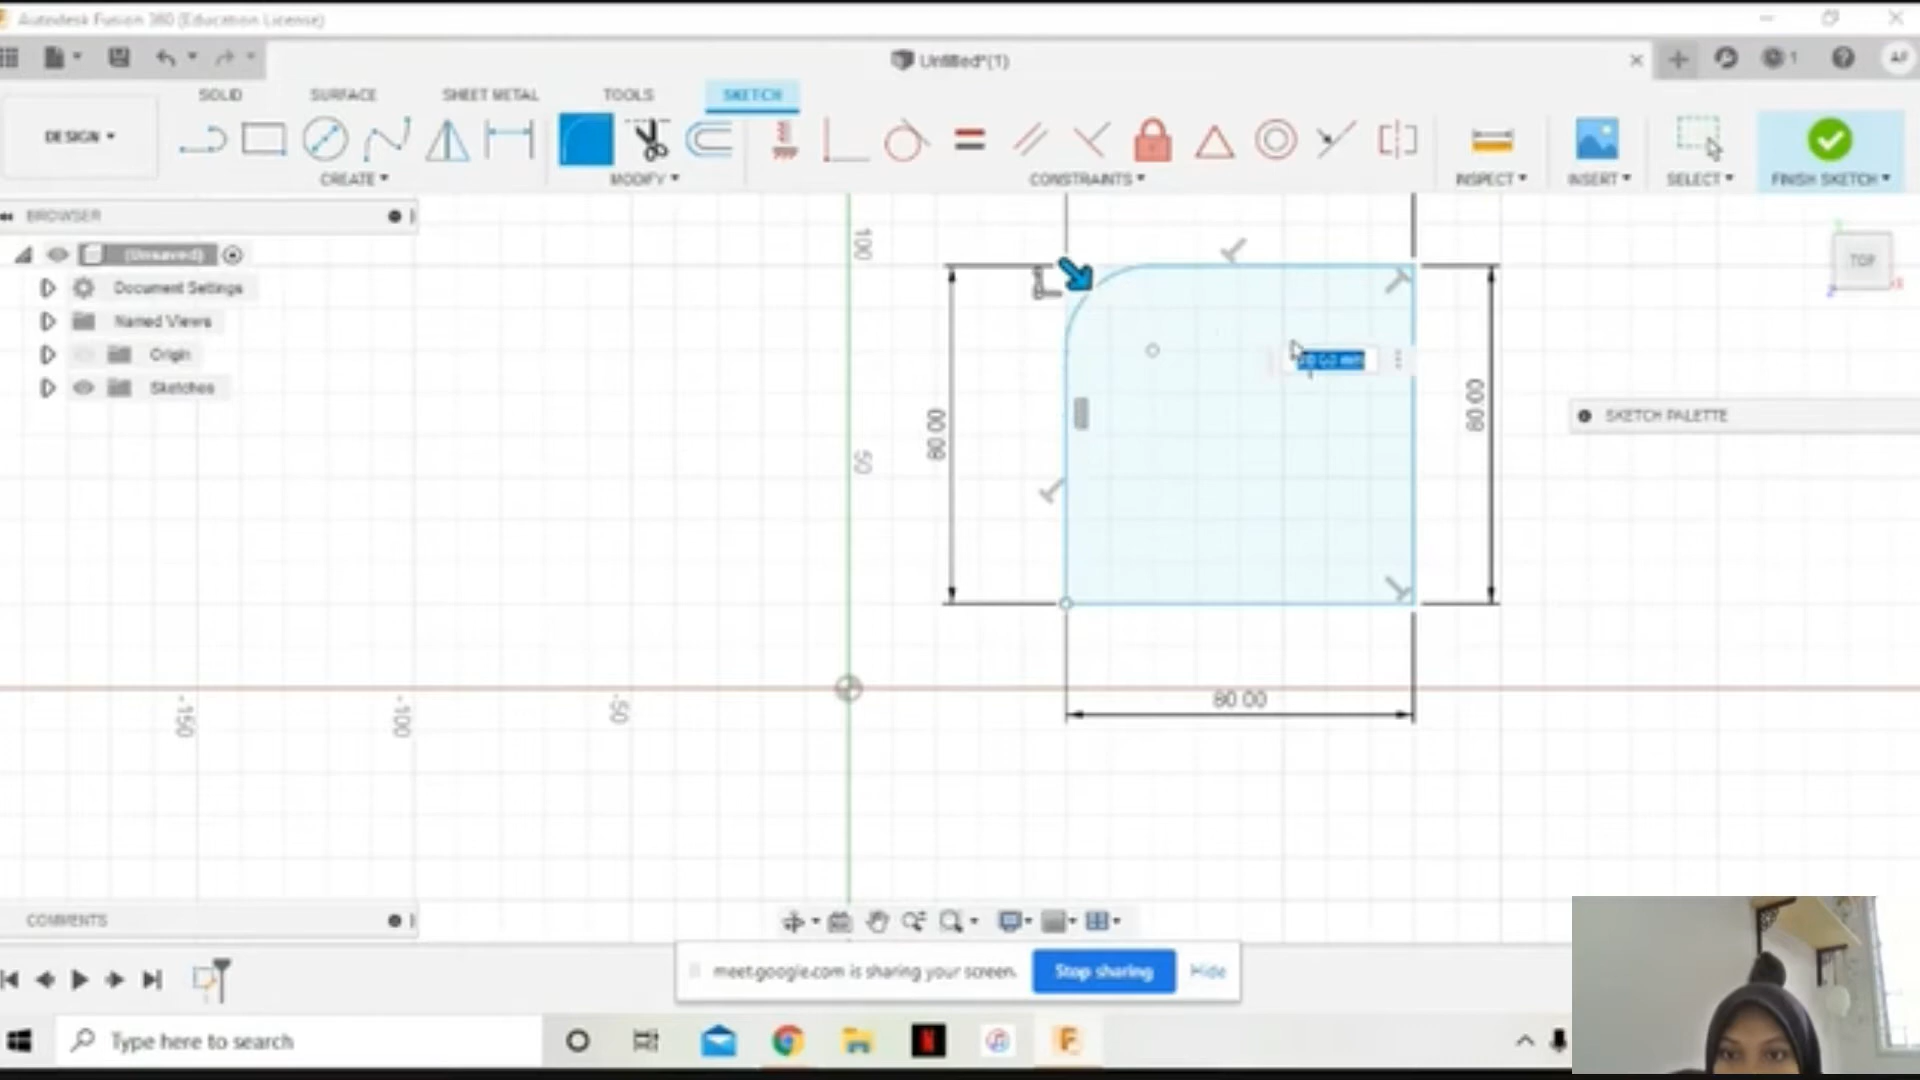 Autodesk Fusion 360 (Education License)
Untitled*(1)
1
AF
SOLID
SURFACE
SHEET METAL
TOOLS
SKETCH
DESIGN
CREATE
MODIFY
CONSTRAINTS
INSPECT
INSERT
SELECT
FINISH SKETCH
BROWSER
(Unsaved)
Document Settings
Named Views
Origin
Sketches
100
50
80.00
80.00
80.00
-150
-100
-50
TOP
SKETCH PALETTE
COMMENTS
meet.google.com is sharing your screen.
Stop sharing
Hide
Type here to search